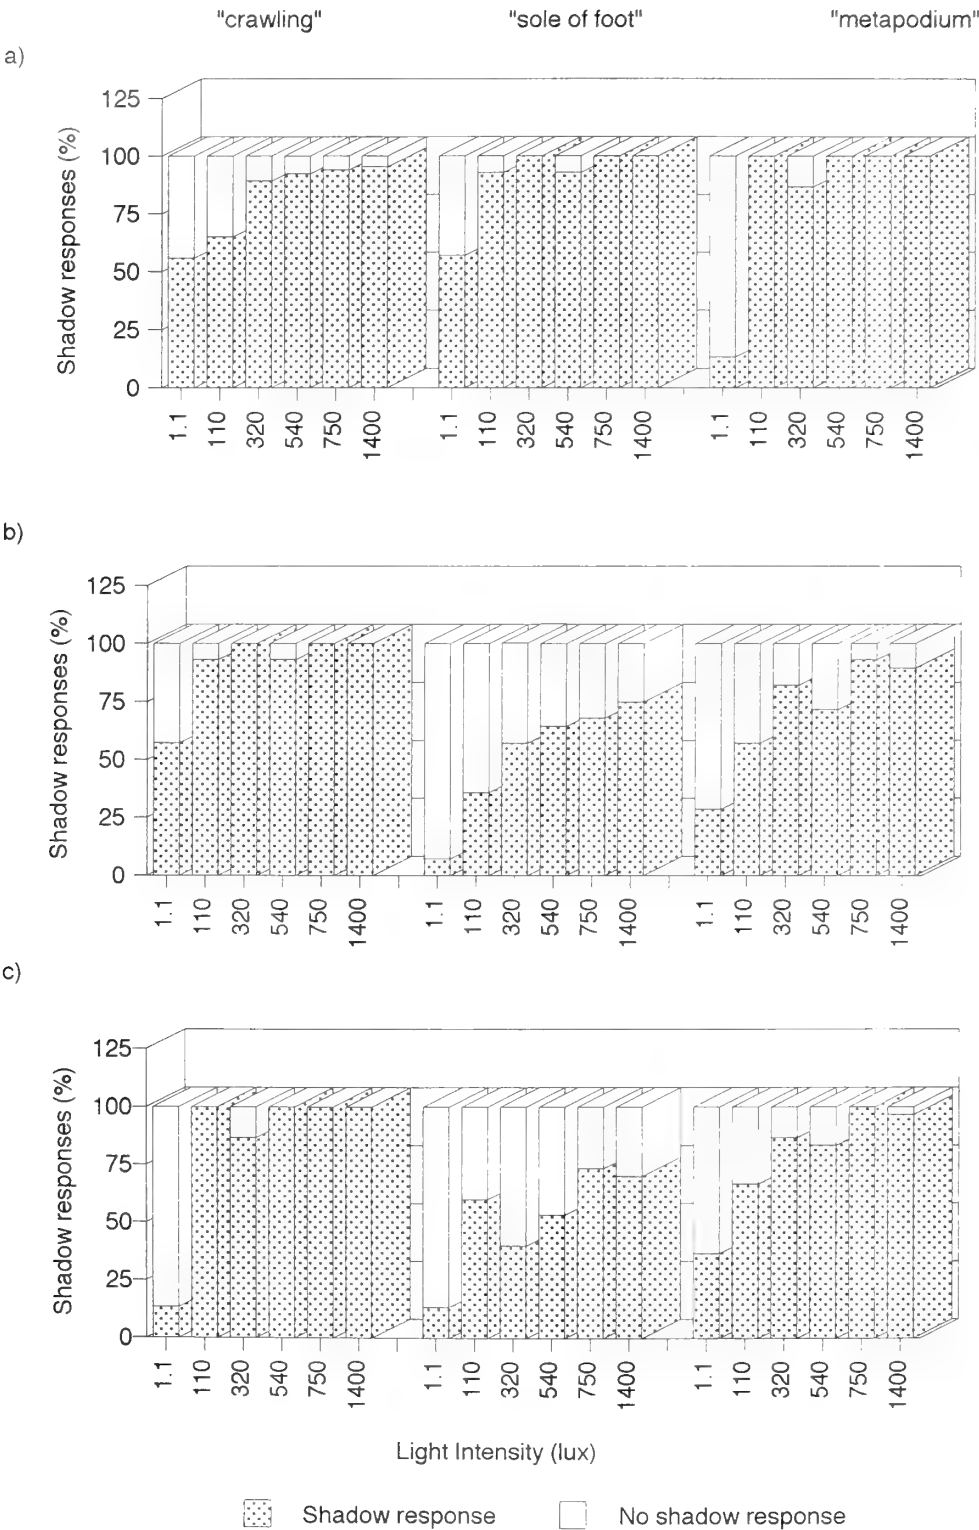 "crawling" "sole of foot" "metapodium"
a)
Shadow responses (%)
125
100
75
50
25
0
1.1 110 320 540 750 1400 1.1 110 320 540 750 1400 1.1 110 320 540 750 1400
b)
Shadow responses (%)
125
100
75
50
25
0
1.1 110 320 540 750 1400 1.1 110 320 540 750 1400 1.1 110 320 540 750 1400
c)
Shadow responses (%)
125
100
75
50
25
0
1.1 110 320 540 750 1400 1.1 110 320 540 750 1400 1.1 110 320 540 750 1400
Light Intensity (lux)
Shadow response No shadow response